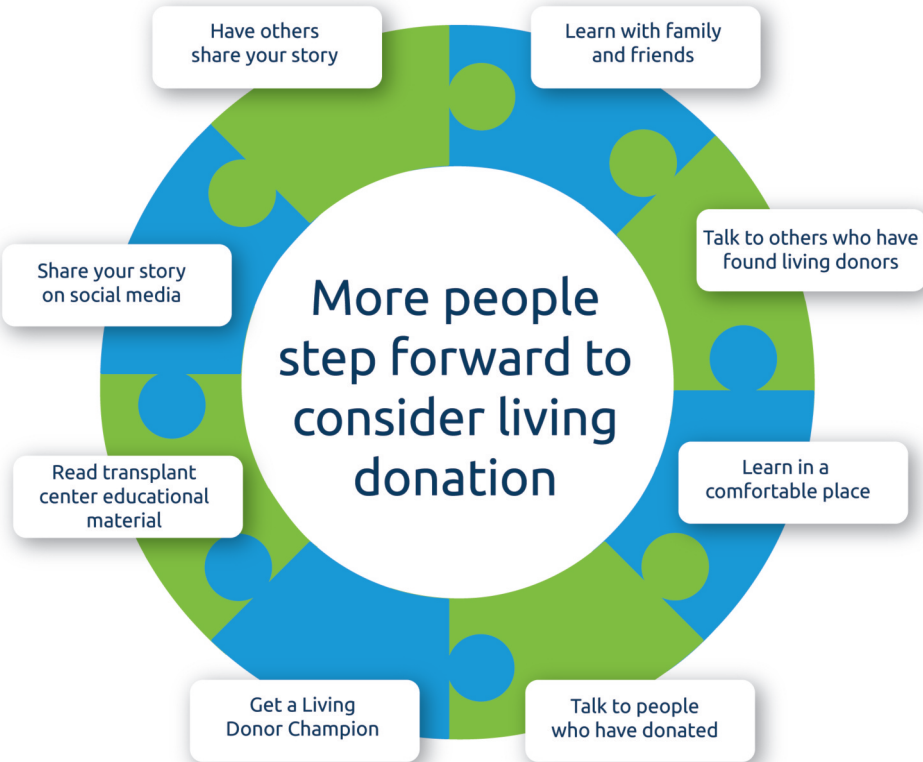 Have others
share your story
Learn with family
and friends
Talk to others who have
found living donors
Learn in a
comfortable place
Talk to people
who have donated
Get a Living
Donor Champion
Read transplant
center educational
material
Share your story
on social media
More people
step forward to
consider living
donation